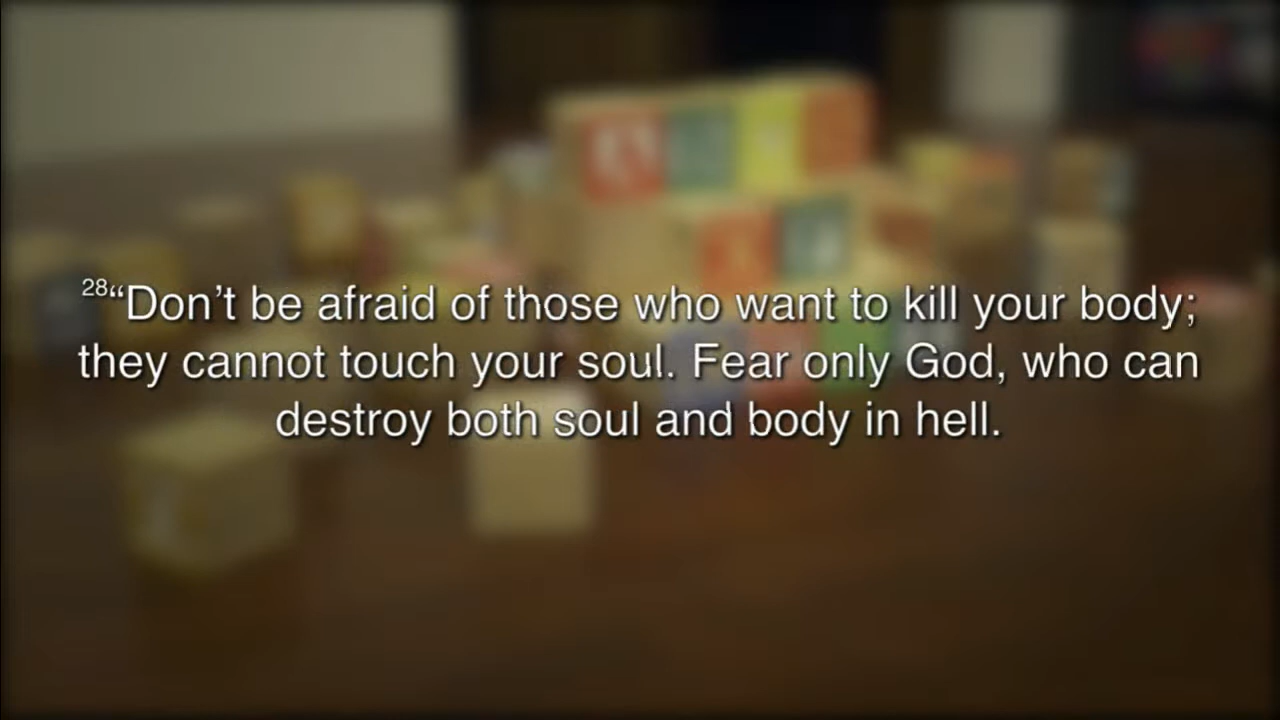 28“Don’t be afraid of those who want to kill your body;
they cannot touch your soul. Fear only God, who can
destroy both soul and body in hell.